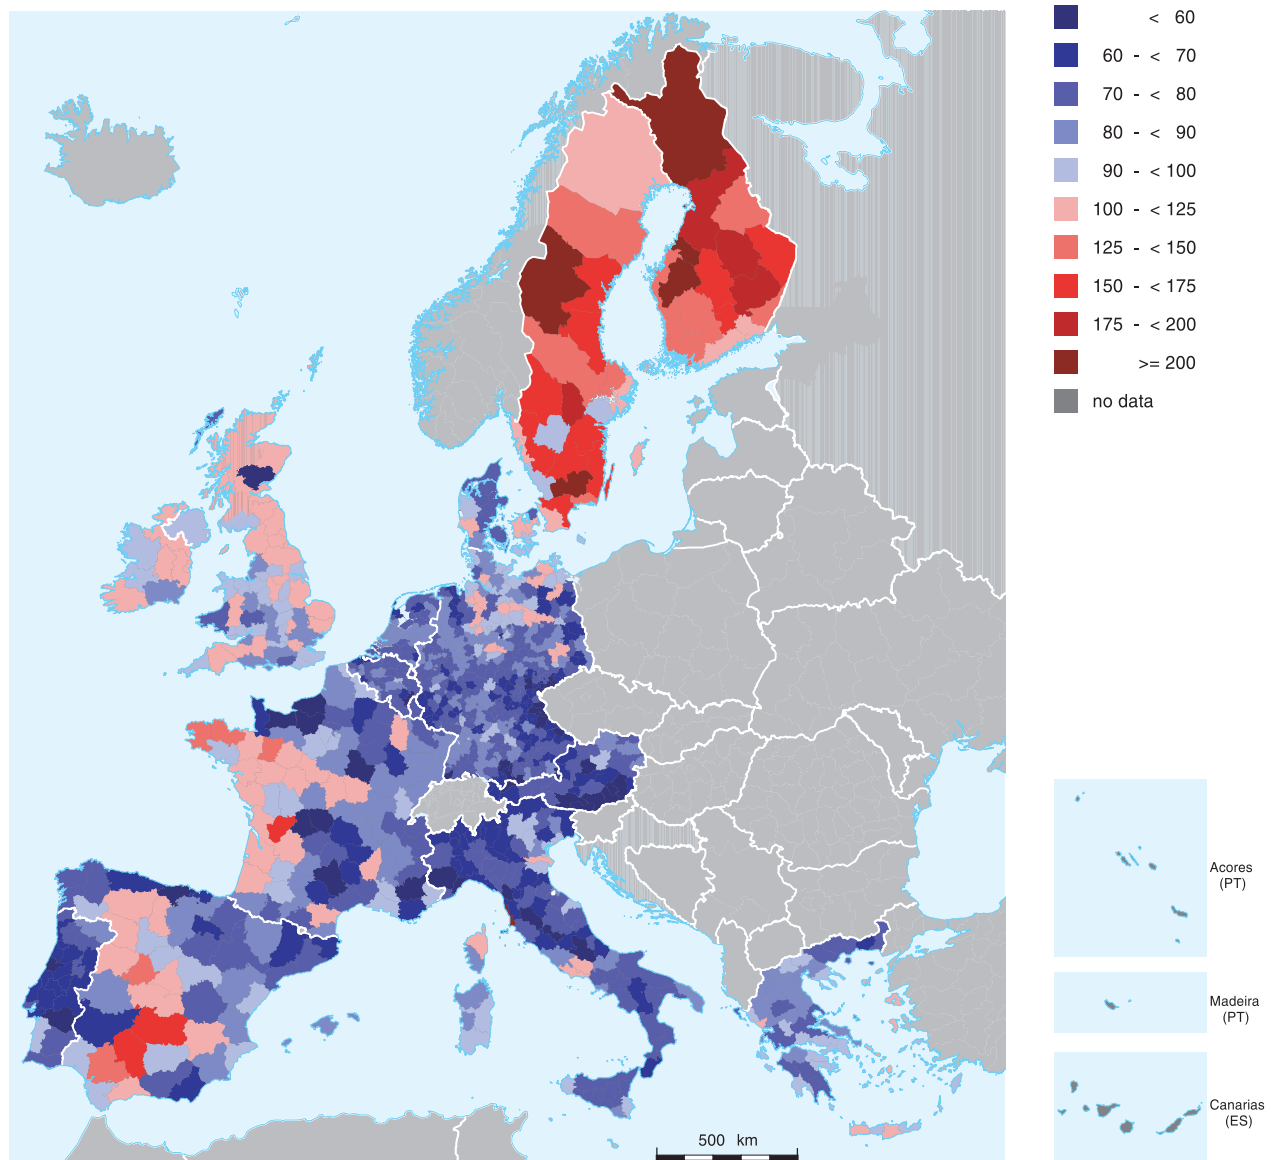 < 60
60 - < 70
70 - < 80
80 - < 90
90 - < 100
100 - < 125
125 - < 150
150 - < 175
175 - < 200
>= 200
no data
Acores
(PT)
Madeira
(PT)
Canarias
(ES)
500 km